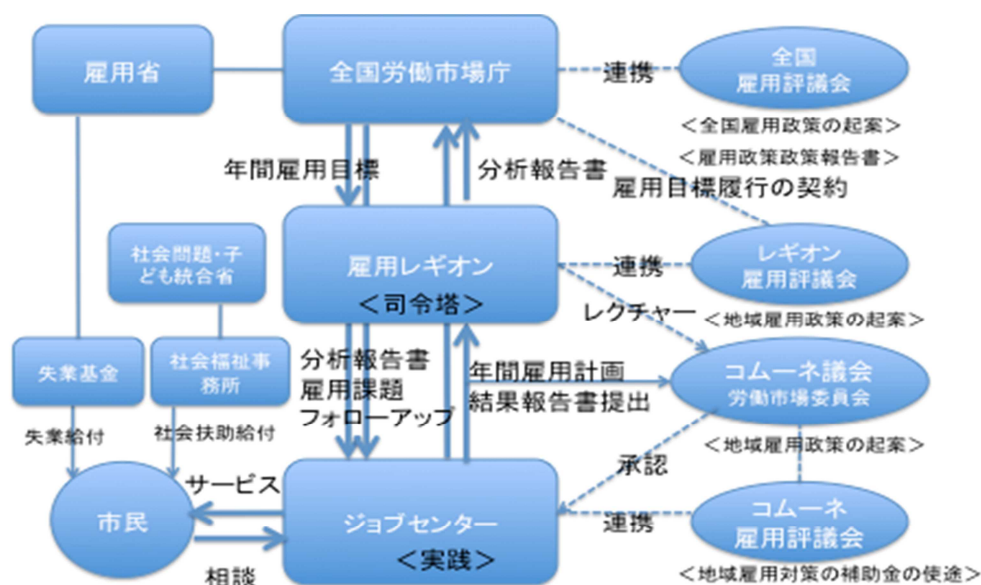 雇用省
全国労働市場庁
連携
全国
雇用評議会
＜全国雇用政策の起案＞
＜雇用政策政策報告書＞
年間雇用目標
分析報告書
雇用目標履行の契約
社会問題・子
ども統合省
雇用レギオン
＜司令塔＞
連携
レギオン
雇用評議会
レクチャー
＜地域雇用政策の起案＞
失業基金
社会福祉事
務所
分析報告書
雇用課題
フォローアップ
年間雇用計画
結果報告書提出
コムーネ議会
労働市場委員会
＜地域雇用政策の起案＞
失業給付
社会扶助給付
承認
サービス
市民
ジョブセンター
＜実践＞
連携
コムーネ
雇用評議会
相談
＜地域雇用対策の補助金の使途＞